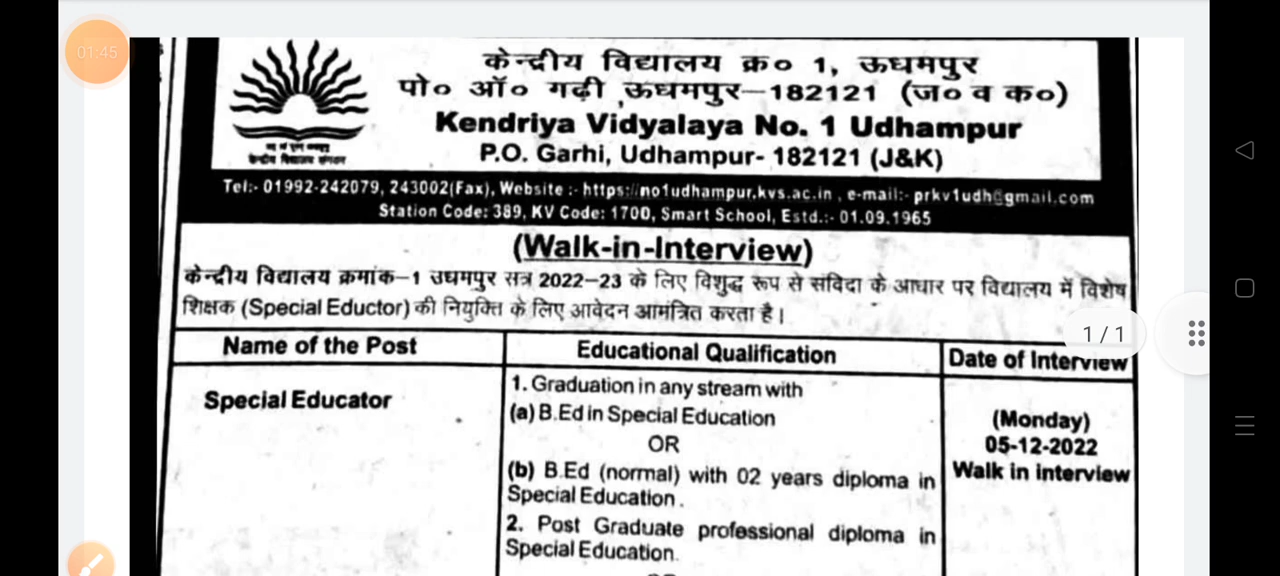 01:45
केन्द्रीय विद्यालय क्र० 1, ऊधमपुर
पो० ऑ० गढ़ी ,ऊधमपुर–182121 (ज० व क०)
Kendriya Vidyalaya No. 1 Udhampur
P.O. Garhi, Udhampur- 182121 (J&K)
केन्द्रीय विद्यालय संगठन
Tel:- 01992-242079, 243002(Fax), Website :- https://no1udhampur.kvs.ac.in , e-mail:- prkv1udh@gmail.com
Station Code: 389, KV Code: 1700, Smart School, Estd.:- 01.09.1965
(Walk-in-Interview)
केन्द्रीय विद्यालय क्रमांक–1 उधमपुर सत्र 2022–23 के लिए विशुद्ध रूप से संविदा के आधार पर विद्यालय में विशेष
शिक्षक (Special Eductor) की नियुक्ति के लिए आवेदन आमंत्रित करता है।
1 / 1
Name of the Post
Educational Qualification
Date of Interview
Special Educator
1. Graduation in any stream with
(a) B.Ed in Special Education
OR
(b) B.Ed (normal) with 02 years diploma in
Special Education.
2. Post Graduate professional diploma in
Special Education.
(Monday)
05-12-2022
Walk in interview